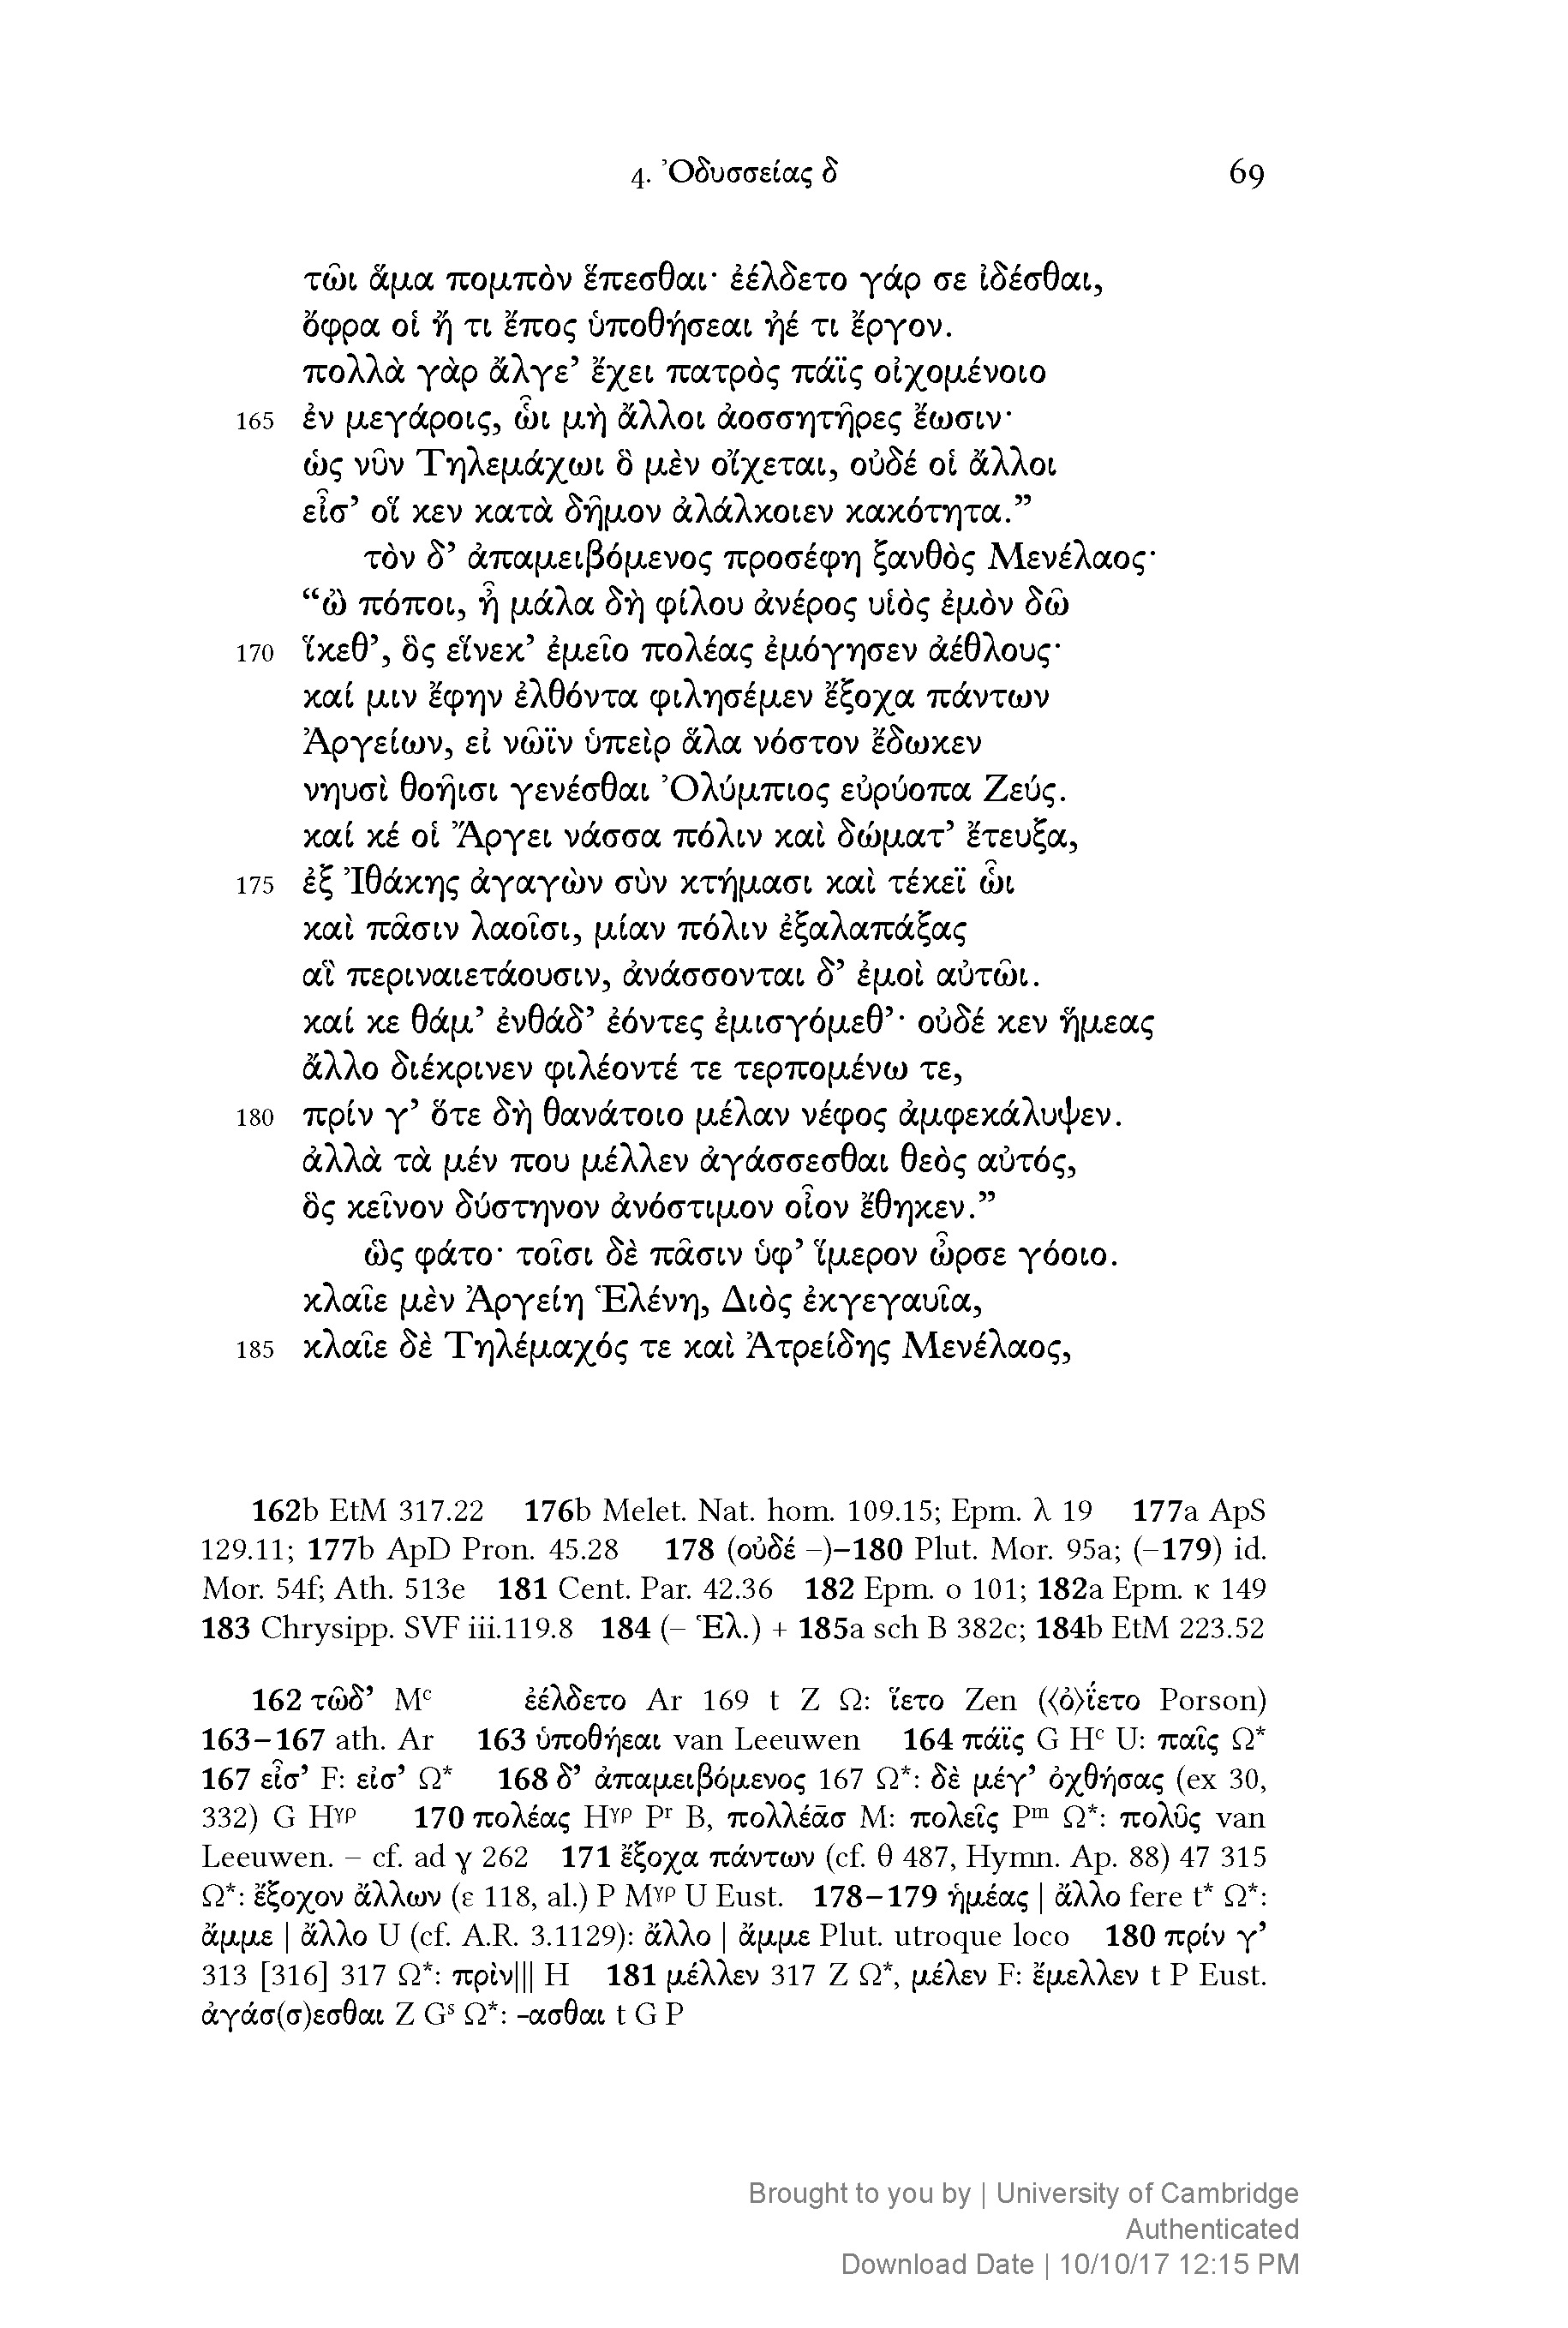 4. Ὀδυσσείας δ 69
τῶι ἅμα πομπὸν ἕπεσθαι· ἐέλδετο γάρ σε ἰδέσθαι,
ὄφρα οἱ ἤ τι ἔπος ὑποθήσεαι ἠέ τι ἔργον.
πολλὰ γὰρ ἄλγε’ ἔχει πατρὸς πάϊς οἰχομένοιο
165 ἐν μεγάροις, ὧι μὴ ἄλλοι ἀοσσητῆρες ἔωσιν·
ὡς νῦν Τηλεμάχωι ὃ μὲν οἴχεται, οὐδέ οἱ ἄλλοι
εἶσ’ οἵ κεν κατὰ δῆμον ἀλάλκοιεν κακότητα.”
τὸν δ’ ἀπαμειβόμενος προσέφη ξανθὸς Μενέλαος·
“ὢ πόποι, ἦ μάλα δὴ φίλου ἀνέρος υἱὸς ἐμὸν δῶ
170 ἵκεθ’, ὃς εἵνεκ’ ἐμεῖο πολέας ἐμόγησεν ἀέθλους·
καί μιν ἔφην ἐλθόντα φιλησέμεν ἔξοχα πάντων
Ἀργείων, εἰ νῶϊν ὑπεὶρ ἅλα νόστον ἔδωκεν
νηυσὶ θοῆισι γενέσθαι Ὀλύμπιος εὐρύοπα Ζεύς.
καί κέ οἱ Ἄργει νάσσα πόλιν καὶ δώματ’ ἔτευξα,
175 ἐξ Ἰθάκης ἀγαγὼν σὺν κτήμασι καὶ τέκεϊ ὧι
καὶ πᾶσιν λαοῖσι, μίαν πόλιν ἐξαλαπάξας
αἳ περιναιετάουσιν, ἀνάσσονται δ’ ἐμοὶ αὐτῶι.
καί κε θάμ’ ἐνθάδ’ ἐόντες ἐμισγόμεθ’· οὐδέ κεν ἥμεας
ἄλλο διέκρινεν φιλέοντέ τε τερπομένω τε,
180 πρίν γ’ ὅτε δὴ θανάτοιο μέλαν νέφος ἀμφεκάλυψεν.
ἀλλὰ τὰ μέν που μέλλεν ἀγάσσεσθαι θεὸς αὐτός,
ὃς κεῖνον δύστηνον ἀνόστιμον οἶον ἔθηκεν.”
ὣς φάτο· τοῖσι δὲ πᾶσιν ὑφ’ ἵμερον ὦρσε γόοιο.
κλαῖε μὲν Ἀργείη Ἑλένη, Διὸς ἐκγεγαυῖα,
185 κλαῖε δὲ Τηλέμαχός τε καὶ Ἀτρείδης Μενέλαος,
162b EtM 317.22 176b Melet. Nat. hom. 109.15; Epm. λ 19 177a ApS
129.11; 177b ApD Pron. 45.28 178 (οὐδέ –)–180 Plut. Mor. 95a; (–179) id.
Mor. 54f; Ath. 513e 181 Cent. Par. 42.36 182 Epm. ο 101; 182a Epm. κ 149
183 Chrysipp. SVF iii.119.8 184 (– Ἑλ.) + 185a sch B 382c; 184b EtM 223.52
162 τῶδ’ Mᶜ ἐέλδετο Ar 169 t Z Ω: ἵετο Zen (⟨ὀ⟩ΐετο Porson)
163–167 ath. Ar 163 ὑποθήεαι van Leeuwen 164 πάϊς G Hᶜ U: παῖς Ω*
167 εἶσ’ F: εἰσ’ Ω* 168 δ’ ἀπαμειβόμενος 167 Ω*: δὲ μέγ’ ὀχθήσας (ex 30,
332) G Hᵞᴾ 170 πολέας Hᵞᴾ Pʳ B, πολλέᾱσ M: πολεῖς Pᵐ Ω*: πολῦς van
Leeuwen. – cf. ad γ 262 171 ἔξοχα πάντων (cf. θ 487, Hymn. Ap. 88) 47 315
Ω*: ἔξοχον ἄλλων (ε 118, al.) P Mᵞᴾ U Eust. 178–179 ἡμέας | ἄλλο fere t* Ω*:
ἄμμε | ἄλλο U (cf. A.R. 3.1129): ἄλλο | ἄμμε Plut. utroque loco 180 πρίν γ’
313 [316] 317 Ω*: πρὶν||| H 181 μέλλεν 317 Z Ω*, μέλεν F: ἔμελλεν t P Eust.
ἀγάσ(σ)εσθαι Z Gˢ Ω*: -ασθαι t G P
Brought to you by | University of Cambridge
Authenticated
Download Date | 10/10/17 12:15 PM